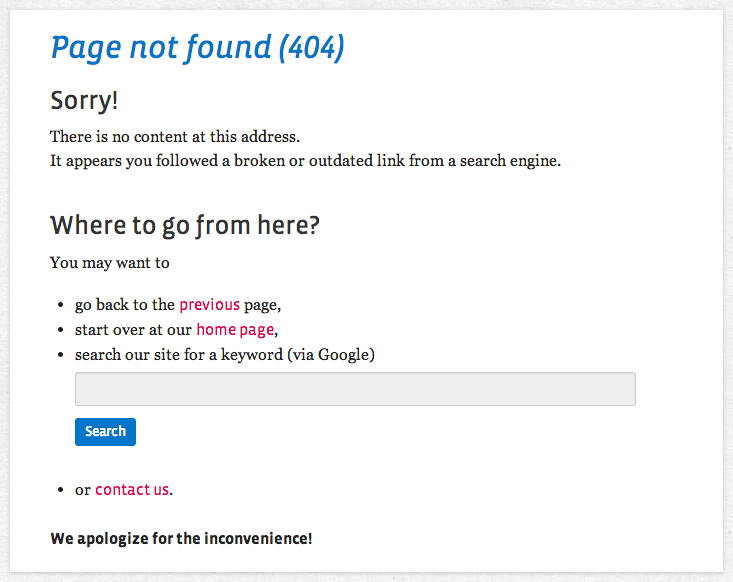 Page not found (404)
Sorry!
There is no content at this address.
It appears you followed a broken or outdated link from a search engine.
Where to go from here?
You may want to
• go back to the previous page,
• start over at our home page,
• search our site for a keyword (via Google)
Search
• or contact us.
We apologize for the inconvenience!